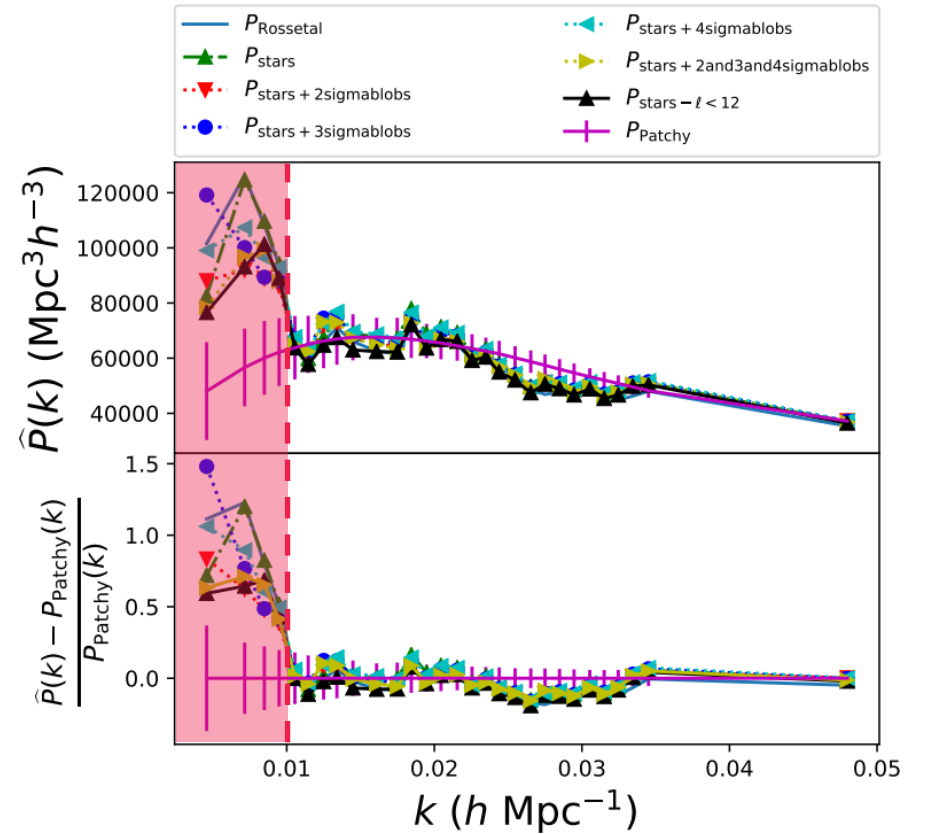 P_Rossetal
P_stars
P_stars + 2sigmablobs
P_stars + 3sigmablobs
P_stars + 4sigmablobs
P_stars + 2and3and4sigmablobs
P_stars − ℓ < 12
P_Patchy
P̂(k) (Mpc³h⁻³)
120000
100000
80000
60000
40000
P̂(k) − P_Patchy(k)
P_Patchy(k)
1.5
1.0
0.5
0.0
0.01 0.02 0.03 0.04 0.05
k (h Mpc⁻¹)